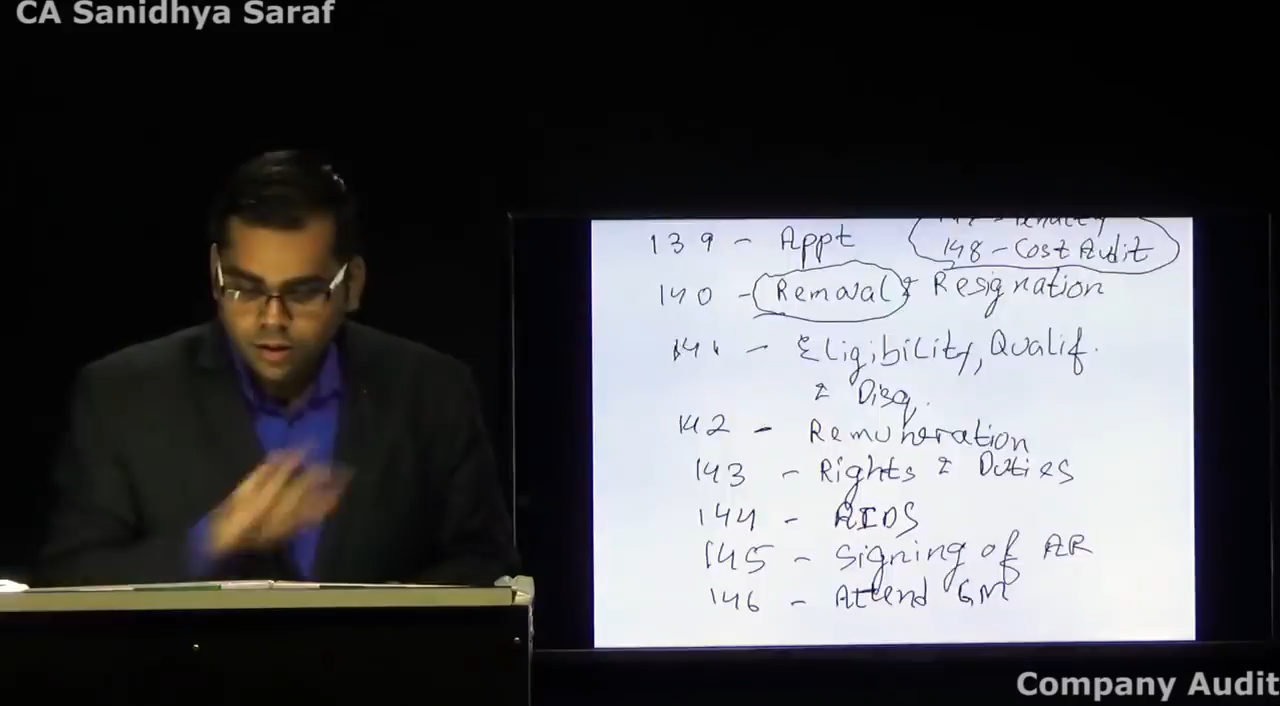 CA Sanidhya Saraf
139 - Appt
148 - Cost Audit
140 - Removal & Resignation
141 - Eligibility, Qualif.
& Disq.
142 - Remuneration
143 - Rights & Duties
144 - AIDS
145 - Signing of AR
146 - Attend GM
Company Audit